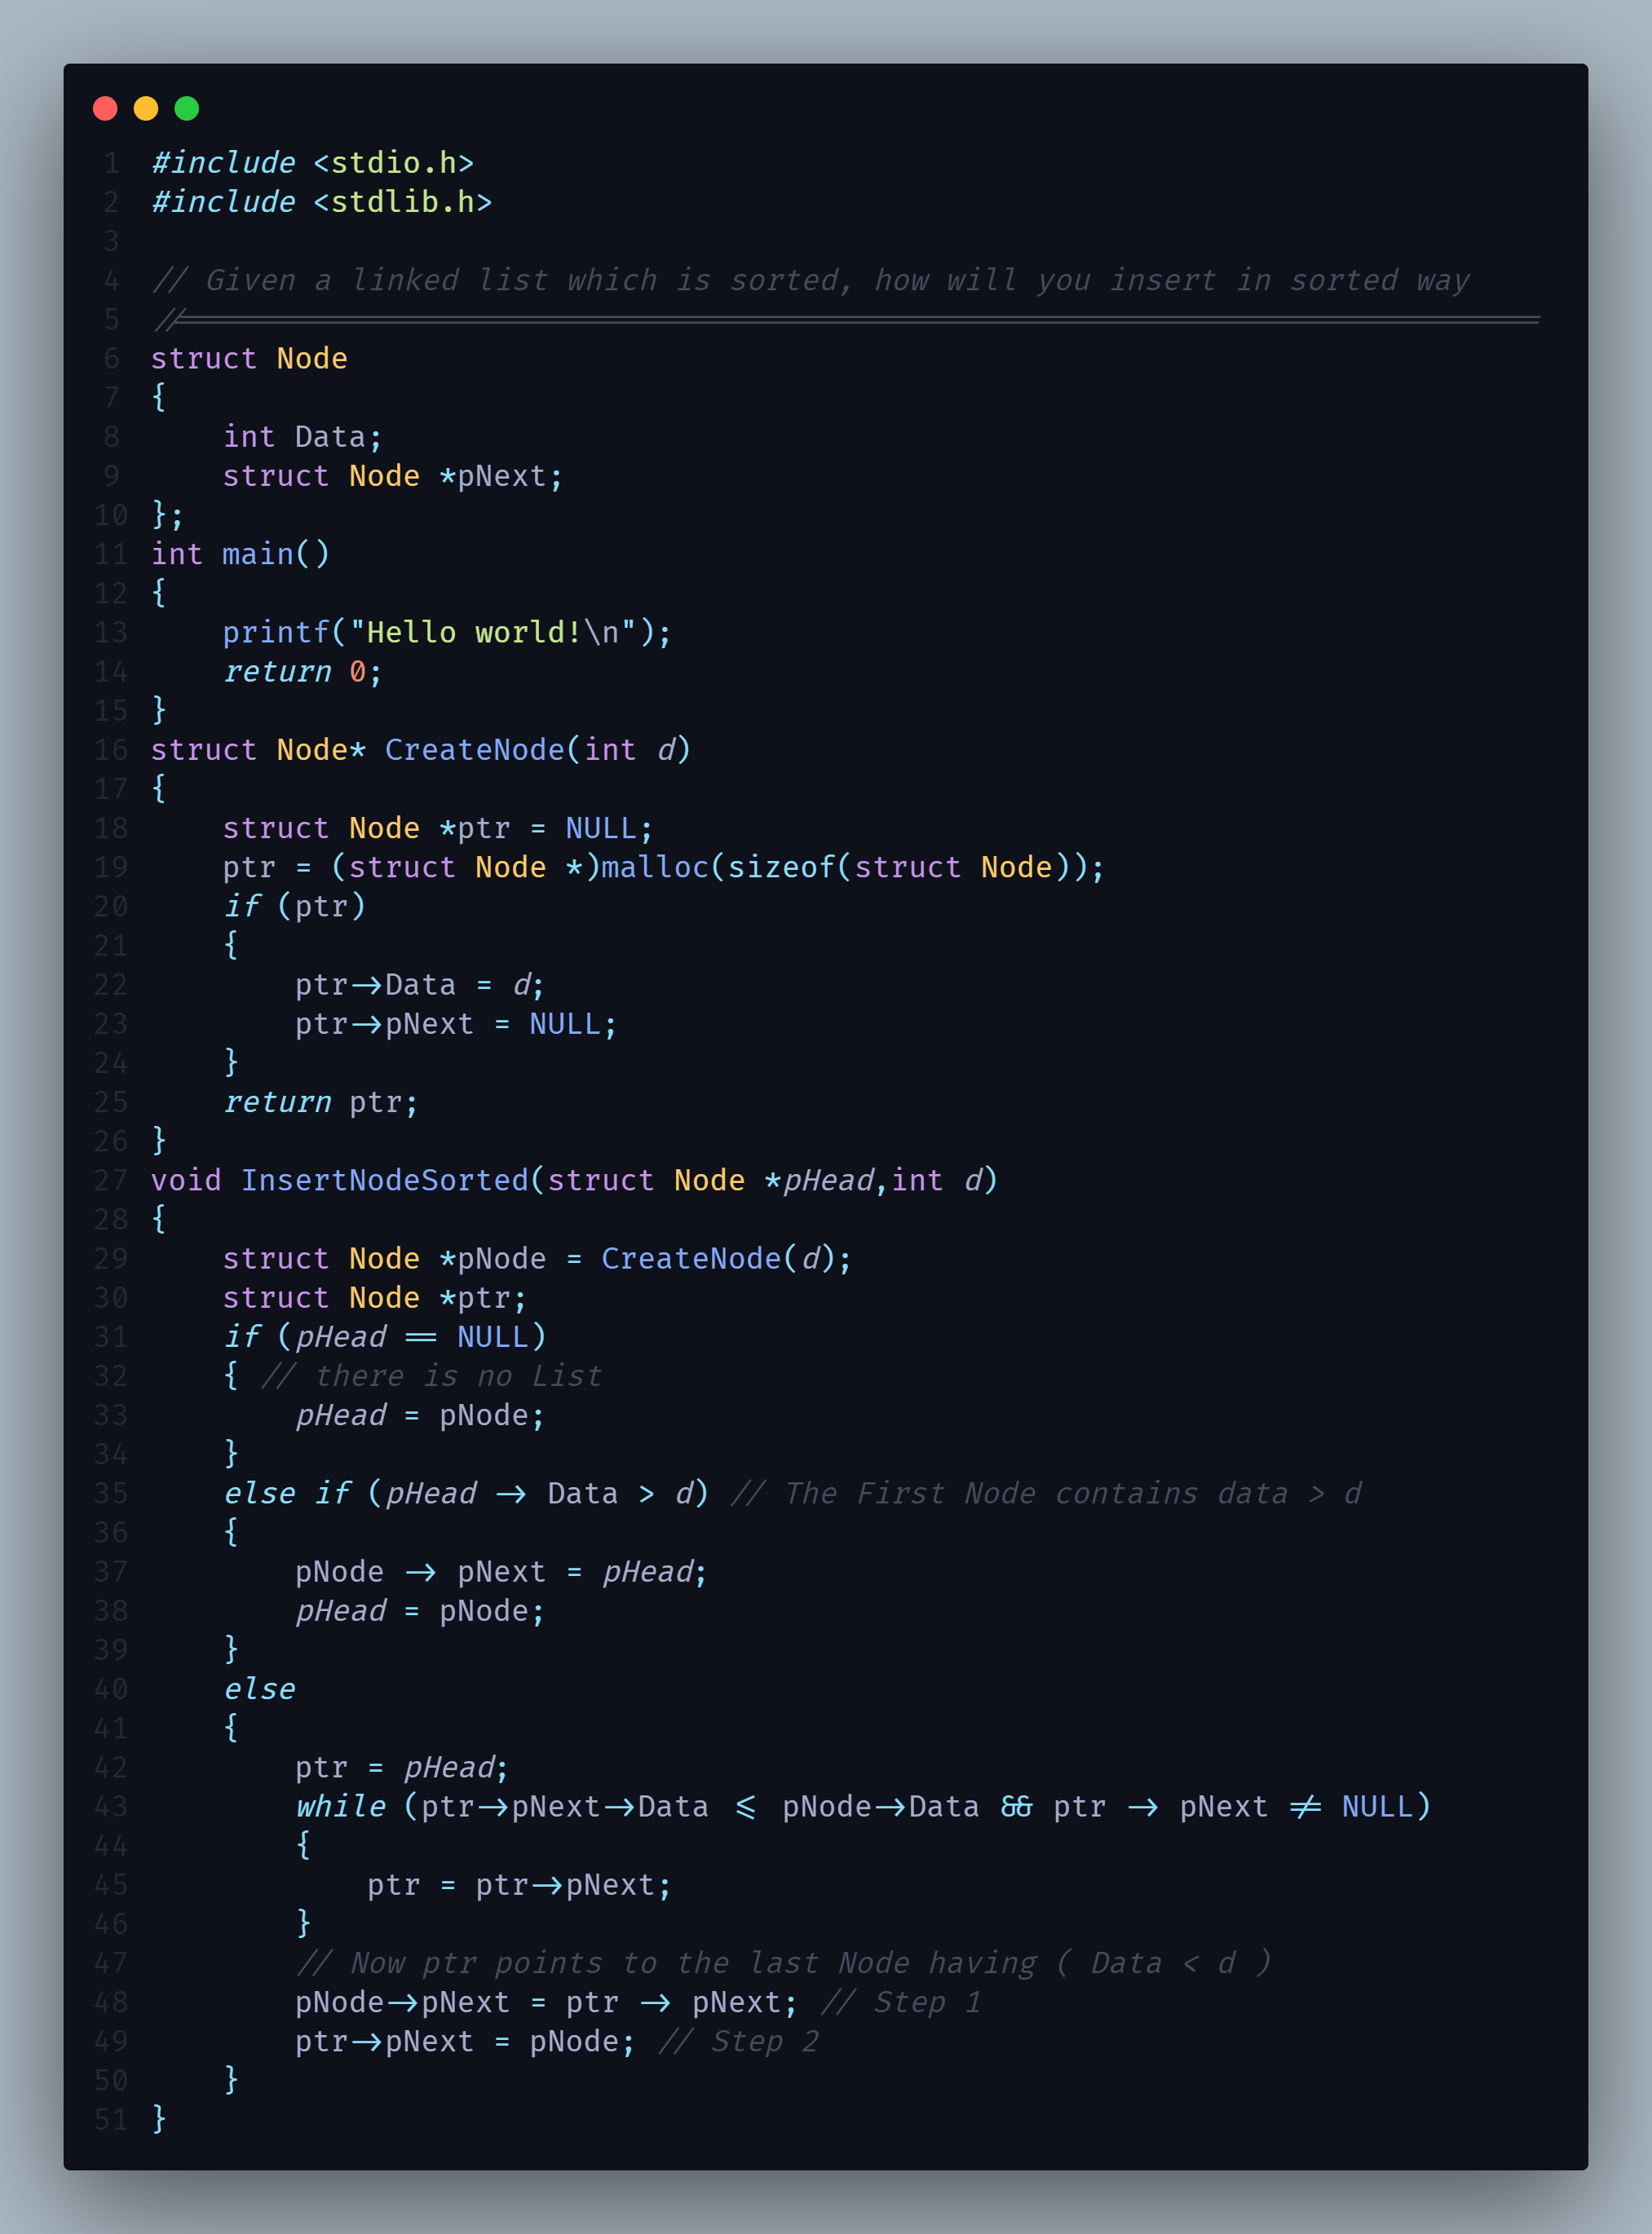 1 #include <stdio.h>
2 #include <stdlib.h>
3
4 // Given a linked list which is sorted, how will you insert in sorted way
5 //===========================================================================
6 struct Node
7 {
8     int Data;
9     struct Node *pNext;
10 };
11 int main()
12 {
13     printf("Hello world!\n");
14     return 0;
15 }
16 struct Node* CreateNode(int d)
17 {
18     struct Node *ptr = NULL;
19     ptr = (struct Node *)malloc(sizeof(struct Node));
20     if (ptr)
21     {
22         ptr->Data = d;
23         ptr->pNext = NULL;
24     }
25     return ptr;
26 }
27 void InsertNodeSorted(struct Node *pHead,int d)
28 {
29     struct Node *pNode = CreateNode(d);
30     struct Node *ptr;
31     if (pHead == NULL)
32     { // there is no List
33         pHead = pNode;
34     }
35     else if (pHead -> Data > d) // The First Node contains data > d
36     {
37         pNode -> pNext = pHead;
38         pHead = pNode;
39     }
40     else
41     {
42         ptr = pHead;
43         while (ptr->pNext->Data <= pNode->Data && ptr -> pNext != NULL)
44         {
45             ptr = ptr->pNext;
46         }
47         // Now ptr points to the last Node having ( Data < d )
48         pNode->pNext = ptr -> pNext; // Step 1
49         ptr->pNext = pNode; // Step 2
50     }
51 }